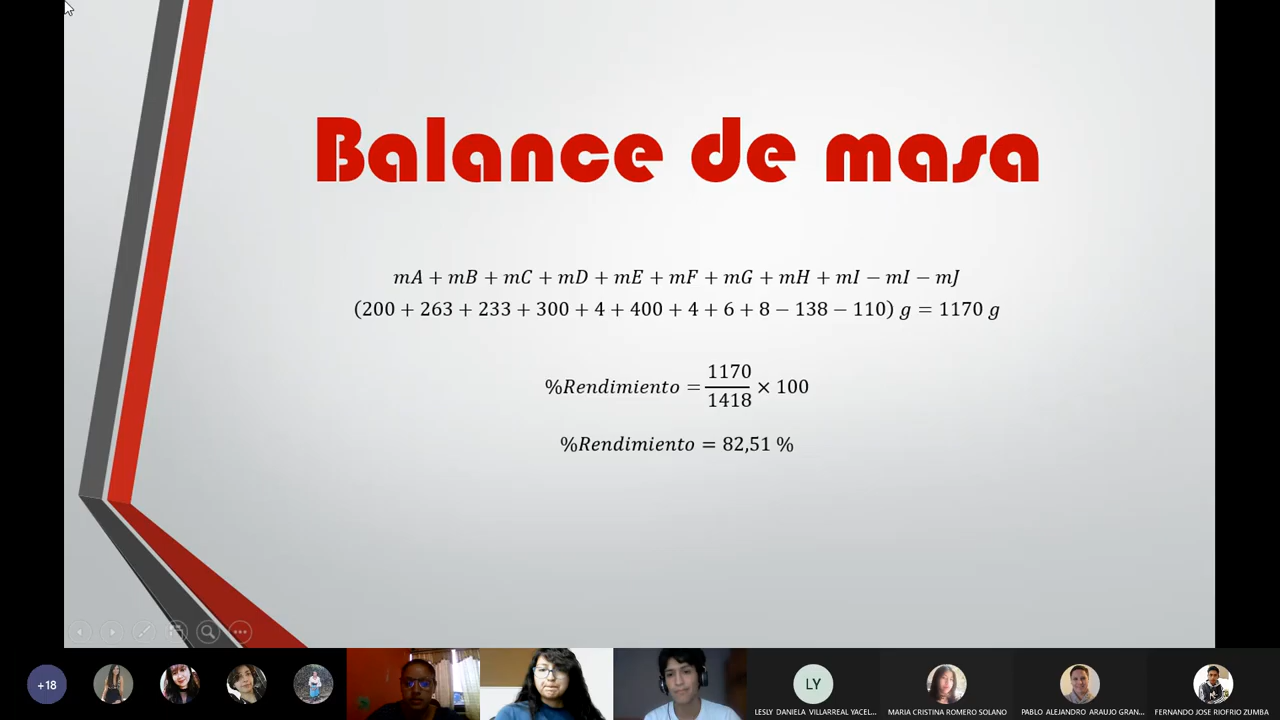 Balance de masa
mA + mB + mC + mD + mE + mF + mG + mH + mI − mI − mJ
(200 + 263 + 233 + 300 + 4 + 400 + 4 + 6 + 8 − 138 − 110) g = 1170 g
%Rendimiento = 1170/1418 × 100
%Rendimiento = 82,51 %
+18
LY
LESLY DANIELA VILLARREAL YACEL...
MARIA CRISTINA ROMERO SOLANO
PABLO ALEJANDRO ARAUJO GRAN...
FERNANDO JOSE RIOFRIO ZUMBA